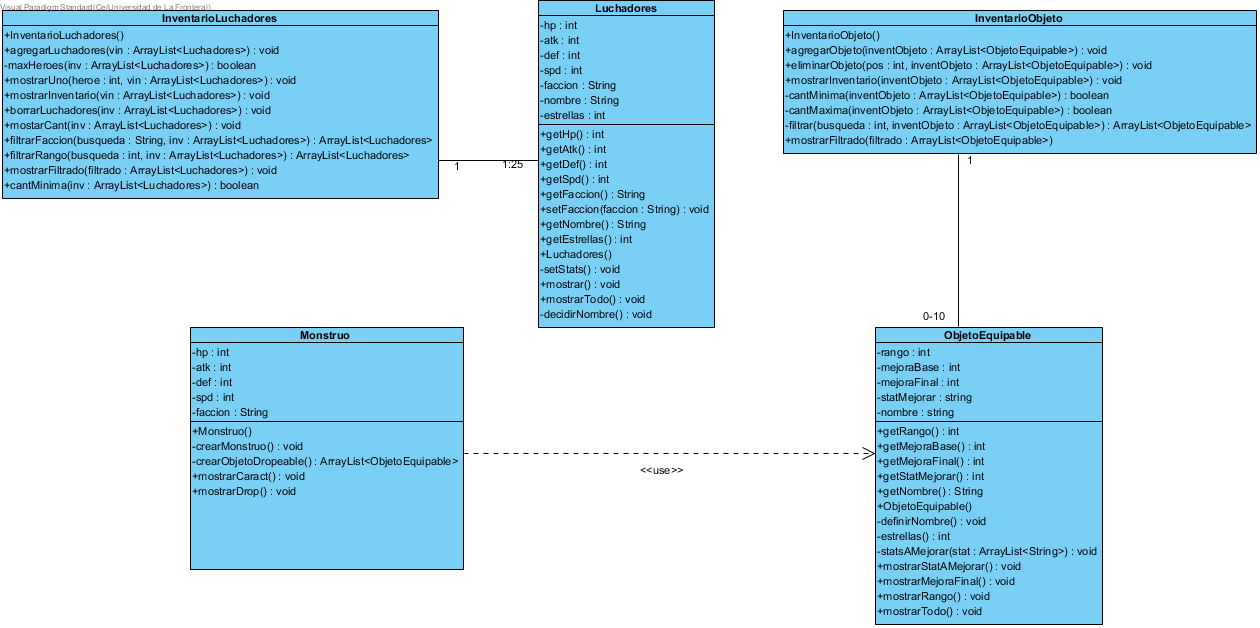 Visual Paradigm Standard(Ce(Universidad de La Frontera))
InventarioLuchadores
+InventarioLuchadores()
+agregarLuchadores(vin : ArrayList<Luchadores>) : void
-maxHeroes(inv : ArrayList<Luchadores>) : boolean
+mostrarUno(heroe : int, vin : ArrayList<Luchadores>) : void
+mostrarInventario(vin : ArrayList<Luchadores>) : void
+borrarLuchadores(inv : ArrayList<Luchadores>) : void
+mostarCant(inv : ArrayList<Luchadores>) : void
+filtrarFaccion(busqueda : String, inv : ArrayList<Luchadores>) : ArrayList<Luchadores>
+filtrarRango(busqueda : int, inv : ArrayList<Luchadores>) : ArrayList<Luchadores>
+mostrarFiltrado(filtrado : ArrayList<Luchadores>) : void
+cantMinima(inv : ArrayList<Luchadores>) : boolean
1
1:25
Luchadores
-hp : int
-atk : int
-def : int
-spd : int
-faccion : String
-nombre : String
-estrellas : int
+getHp() : int
+getAtk() : int
+getDef() : int
+getSpd() : int
+getFaccion() : String
+setFaccion(faccion : String) : void
+getNombre() : String
+getEstrellas() : int
+Luchadores()
-setStats() : void
+mostrar() : void
+mostrarTodo() : void
-decidirNombre() : void
InventarioObjeto
+InventarioObjeto()
+agregarObjeto(inventObjeto : ArrayList<ObjetoEquipable>) : void
+eliminarObjeto(pos : int, inventObjeto : ArrayList<ObjetoEquipable>) : void
+mostrarInventario(inventObjeto : ArrayList<ObjetoEquipable>) : void
-cantMinima(inventObjeto : ArrayList<ObjetoEquipable>) : boolean
-cantMaxima(inventObjeto : ArrayList<ObjetoEquipable>) : boolean
-filtrar(busqueda : int, inventObjeto : ArrayList<ObjetoEquipable>) : ArrayList<ObjetoEquipable>
+mostrarFiltrado(filtrado : ArrayList<ObjetoEquipable>)
1
0-10
Monstruo
-hp : int
-atk : int
-def : int
-spd : int
-faccion : String
+Monstruo()
-crearMonstruo() : void
-crearObjetoDropeable() : ArrayList<ObjetoEquipable>
+mostrarCaract() : void
+mostrarDrop() : void
<<use>>
ObjetoEquipable
-rango : int
-mejoraBase : int
-mejoraFinal : int
-statMejorar : string
-nombre : string
+getRango() : int
+getMejoraBase() : int
+getMejoraFinal() : int
+getStatMejorar() : int
+getNombre() : String
+ObjetoEquipable()
-definirNombre() : void
-estrellas() : int
-statsAMejorar(stat : ArrayList<String>) : void
+mostrarStatAMejorar() : void
+mostrarMejoraFinal() : void
+mostrarRango() : void
+mostrarTodo() : void